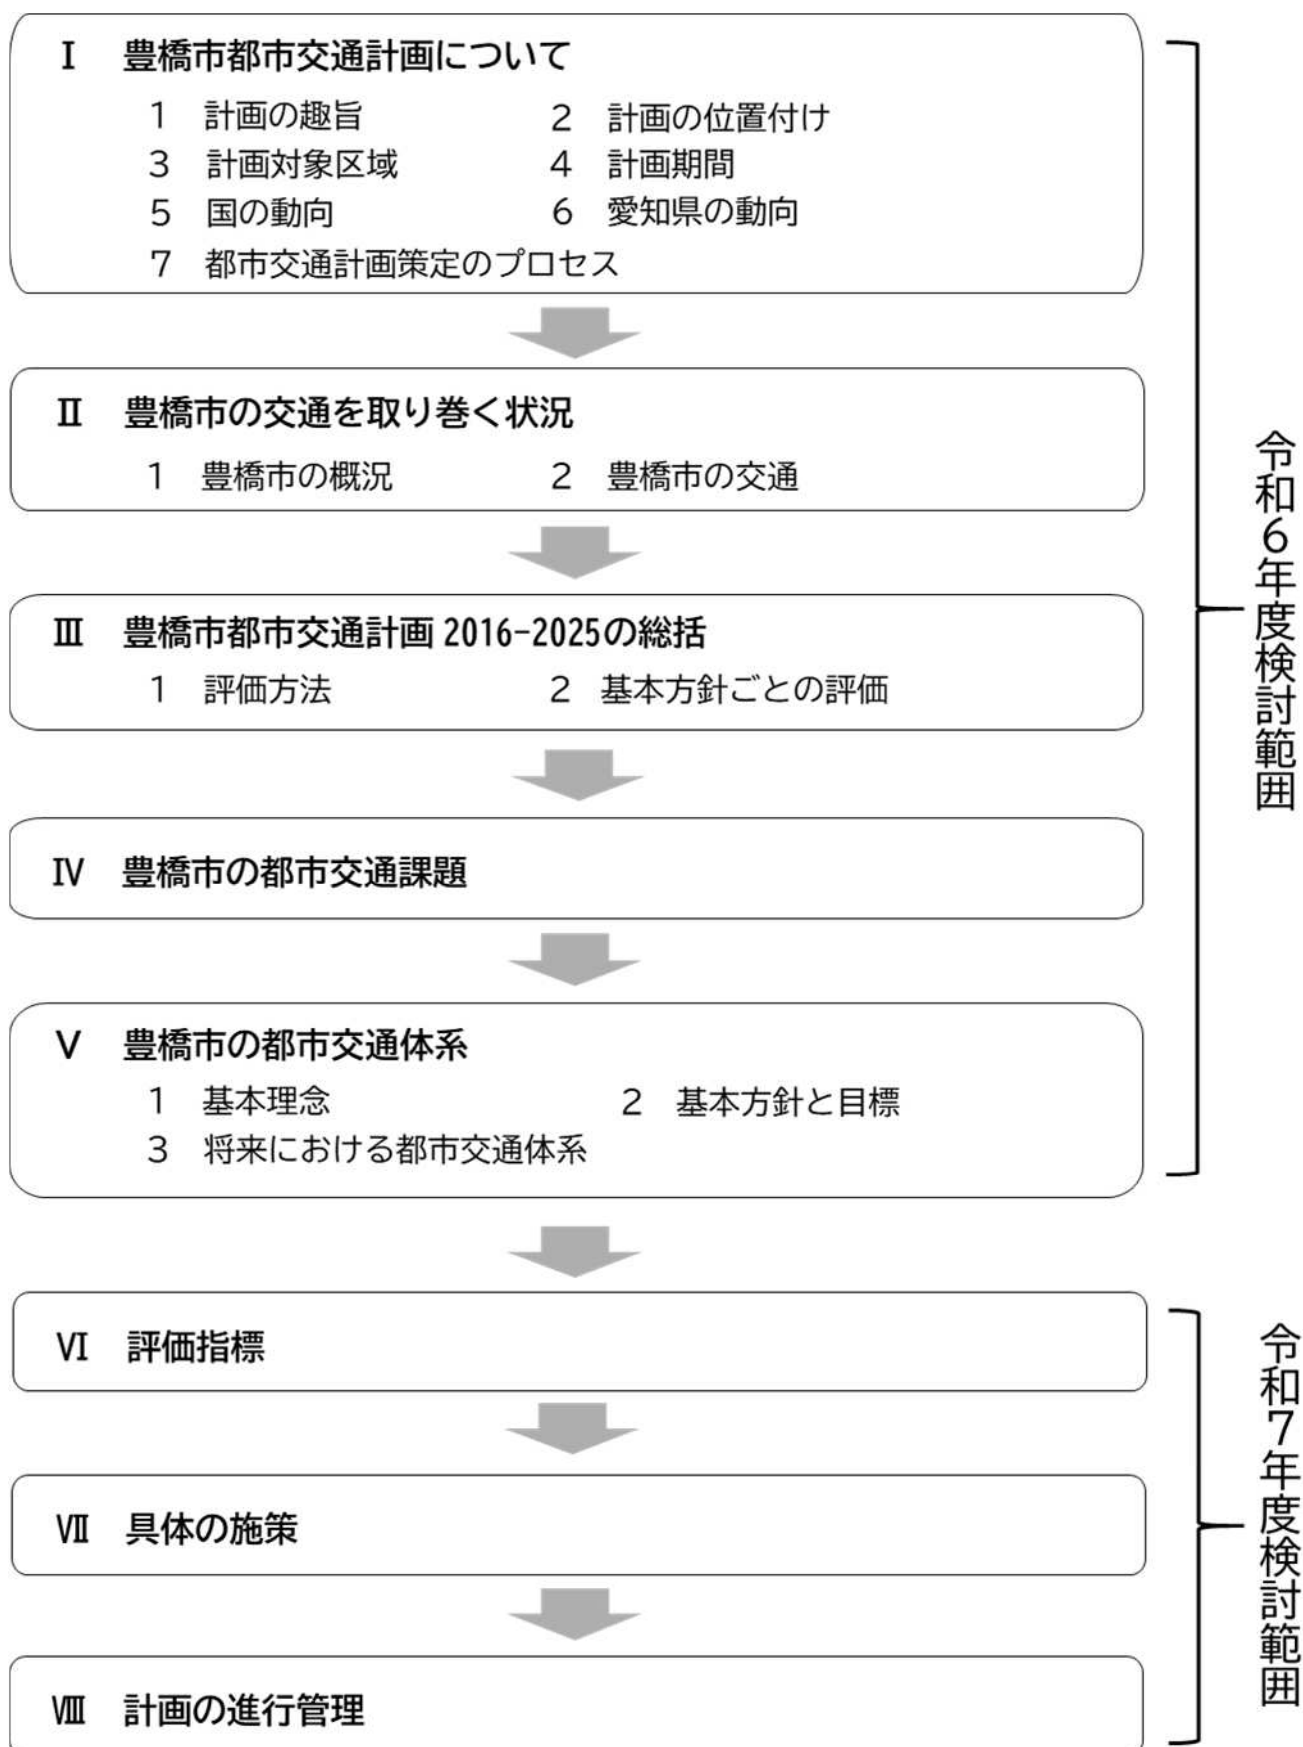 Ⅰ 豊橋市都市交通計画について
1 計画の趣旨 2 計画の位置付け
3 計画対象区域 4 計画期間
5 国の動向 6 愛知県の動向
7 都市交通計画策定のプロセス
Ⅱ 豊橋市の交通を取り巻く状況
1 豊橋市の概況 2 豊橋市の交通
Ⅲ 豊橋市都市交通計画 2016-2025の総括
1 評価方法 2 基本方針ごとの評価
Ⅳ 豊橋市の都市交通課題
Ⅴ 豊橋市の都市交通体系
1 基本理念 2 基本方針と目標
3 将来における都市交通体系
令和6年度検討範囲
Ⅵ 評価指標
Ⅶ 具体の施策
Ⅷ 計画の進行管理
令和7年度検討範囲